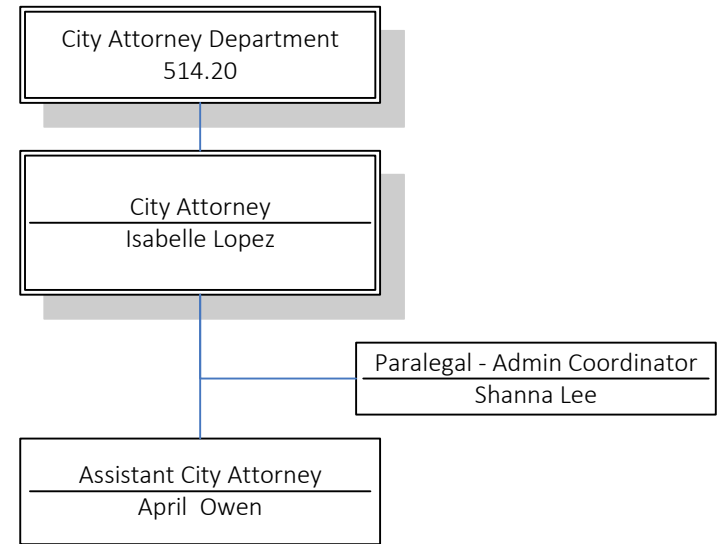 City Attorney Department
514.20
City Attorney
Isabelle Lopez
Paralegal - Admin Coordinator
Shanna Lee
Assistant City Attorney
April  Owen